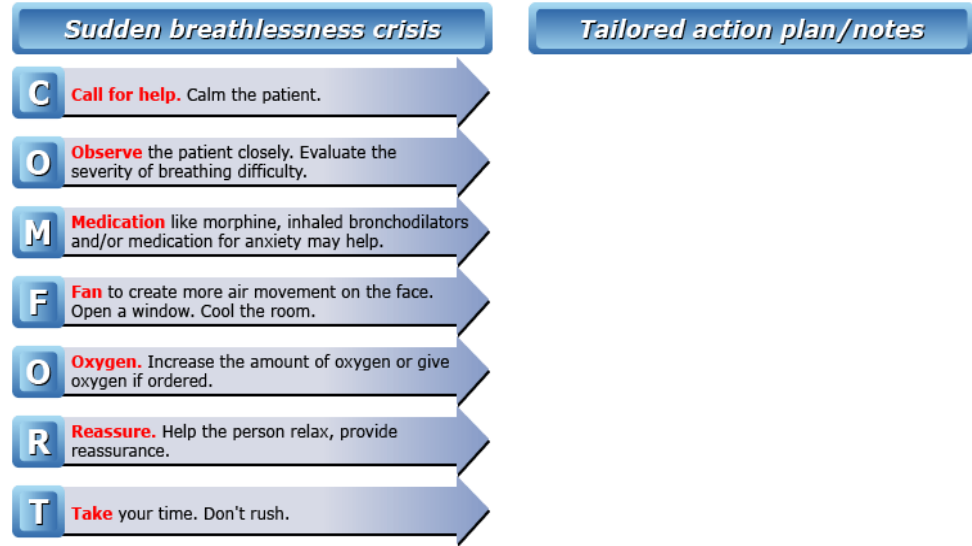 Sudden breathlessness crisis
Tailored action plan/notes
C
Call for help. Calm the patient.
O
Observe the patient closely. Evaluate the
severity of breathing difficulty.
M
Medication like morphine, inhaled bronchodilators
and/or medication for anxiety may help.
F
Fan to create more air movement on the face.
Open a window. Cool the room.
O
Oxygen. Increase the amount of oxygen or give
oxygen if ordered.
R
Reassure. Help the person relax, provide
reassurance.
T
Take your time. Don't rush.